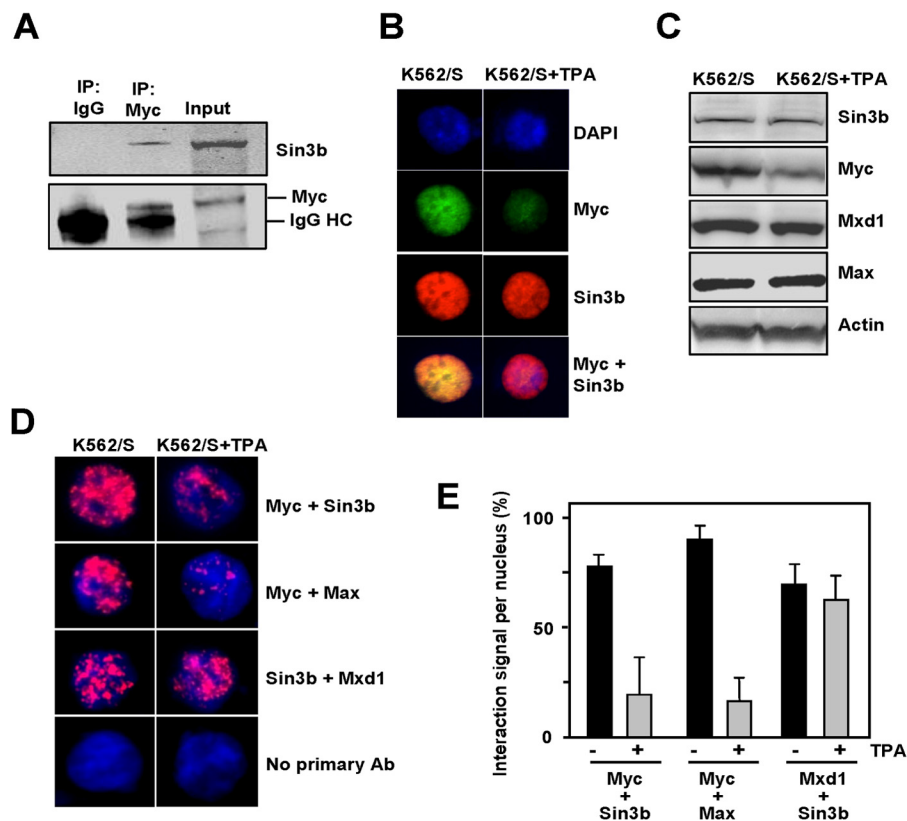 A
IP:
IgG
IP:
Myc
Input
Sin3b
Myc
IgG HC
B
K562/S
K562/S+TPA
DAPI
Myc
Sin3b
Myc +
Sin3b
C
K562/S
K562/S+TPA
Sin3b
Myc
Mxd1
Max
Actin
D
K562/S
K562/S+TPA
Myc + Sin3b
Myc + Max
Sin3b + Mxd1
No primary Ab
E
Interaction signal per nucleus (%)
100
50
0
- + - + - + TPA
Myc
+
Sin3b
Myc
+
Max
Mxd1
+
Sin3b